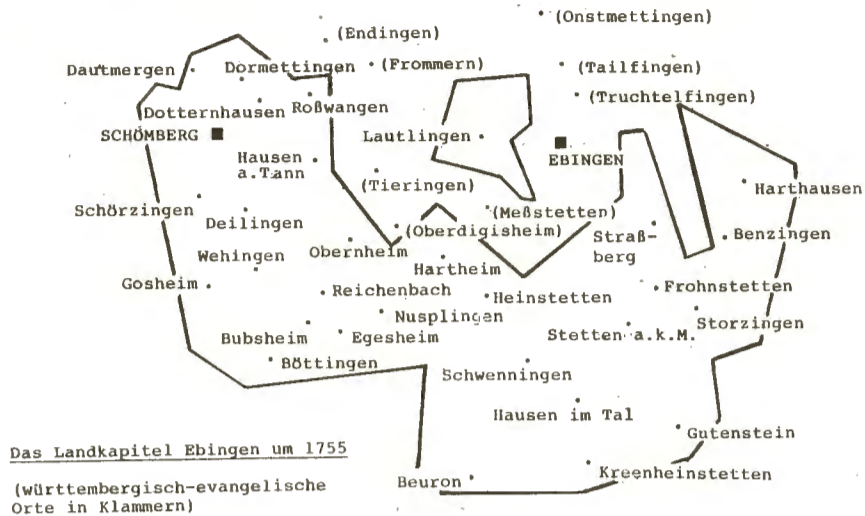 (Onstmettingen)
(Endingen)
Dautmergen
Dormettingen
(Frommern)
(Tailfingen)
(Truchtelfingen)
Dotternhausen
Roßwangen
SCHÖMBERG
Lautlingen
EBINGEN
Hausen
a.Tann
(Tieringen)
Harthausen
Schörzingen
Deilingen
(Meßstetten)
(Oberdigisheim)
Straß-
berg
Benzingen
Wehingen
Obernheim
Hartheim
Gosheim
Reichenbach
Heinstetten
Frohnstetten
Nusplingen
Storzingen
Bubsheim
Egesheim
Stetten a.k.M.
Böttingen
Schwenningen
Hausen im Tal
Gutenstein
Das Landkapitel Ebingen um 1755
Beuron
Kreenheinstetten
(württembergisch-evangelische
Orte in Klammern)